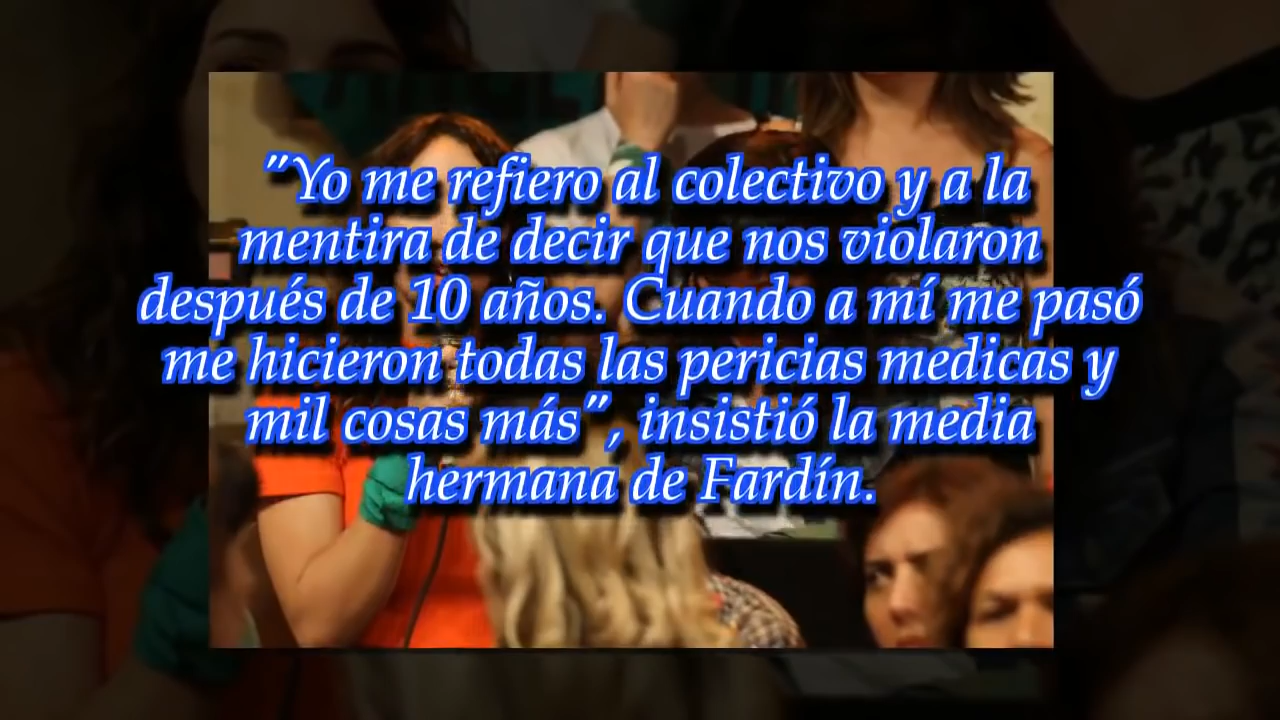 "Yo me refiero al colectivo y a la
mentira de decir que nos violaron
después de 10 años. Cuando a mí me pasó
me hicieron todas las pericias medicas y
mil cosas más", insistió la media
hermana de Fardín.